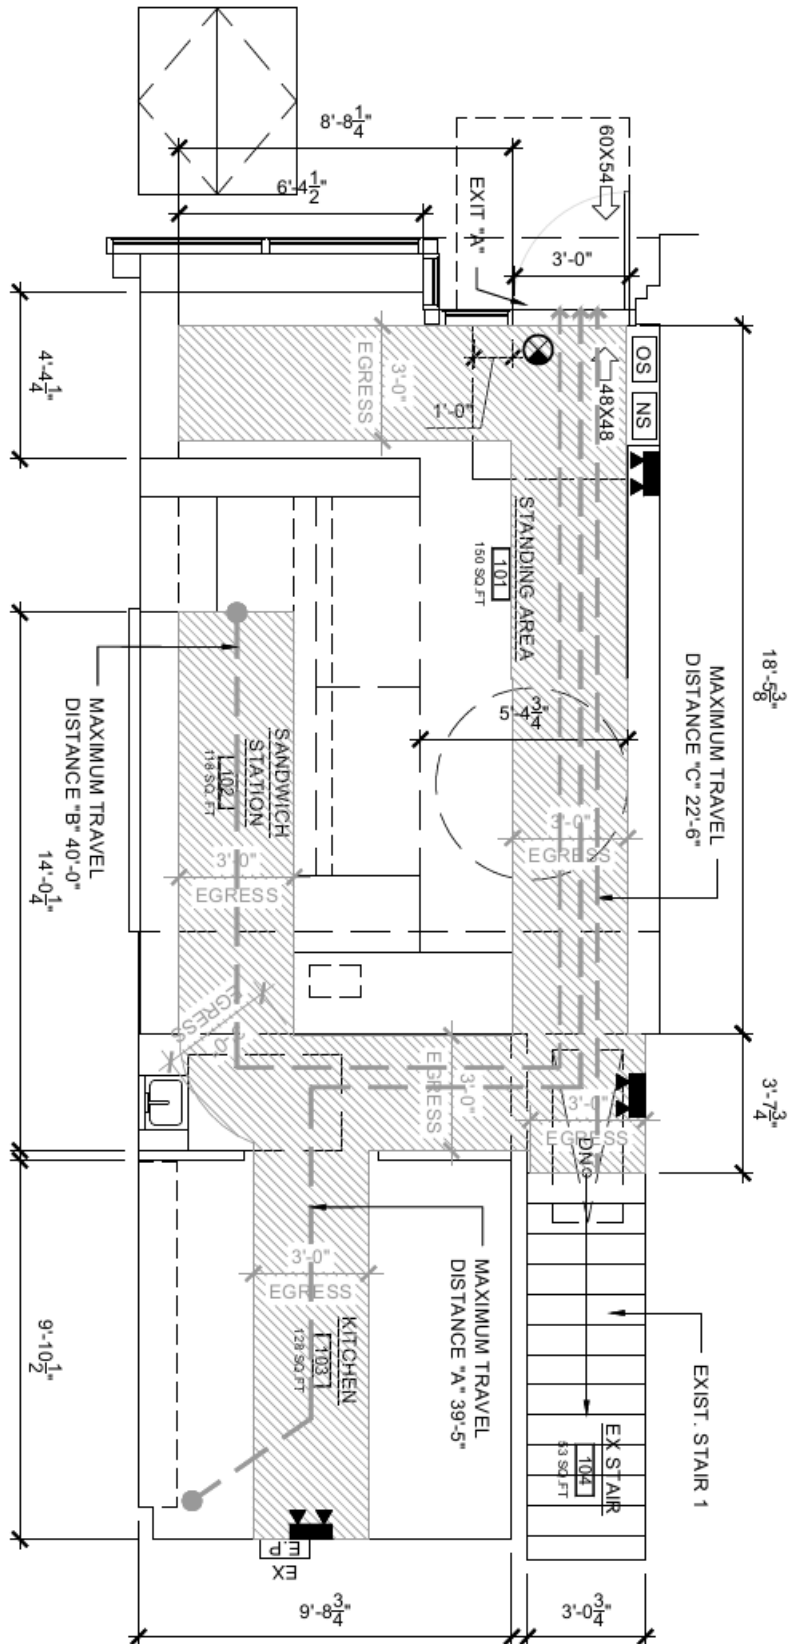 8'-8 1/4"
6'-4 1/2"
60X54
EXIT "A"
3'-0"
4'-4 1/4"
3'-0"
EGRESS
1'-0"
48X48
OS
NS
STANDING AREA
101
150 SQ.FT
18'-5 3/8"
MAXIMUM TRAVEL
DISTANCE "C" 22'-6"
5'-4 3/4"
MAXIMUM TRAVEL
DISTANCE "B" 40'-0"
SANDWICH
STATION
102
118 SQ.FT
14'-0 1/4"
3'-0"
EGRESS
3'-0"
EGRESS
EGRESS
3'-0"
EGRESS
3'-0"
EGRESS
3'-7 3/4"
DNG
3'-0"
EGRESS
MAXIMUM TRAVEL
DISTANCE "A" 39'-5"
KITCHEN
103
128 SQ.FT
9'-10 1/2"
EXIST. STAIR 1
EX STAIR
104
53 SQ.FT
E.P
EX
9'-8 3/4"
3'-0 3/4"